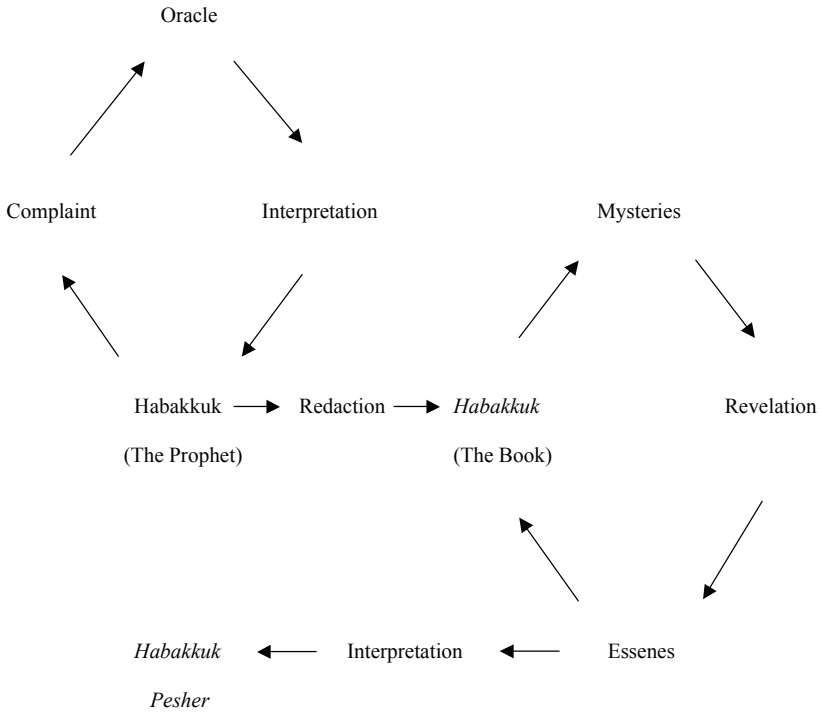 Oracle
Complaint Interpretation Mysteries
Habakkuk Redaction Habakkuk Revelation
(The Prophet) (The Book)
Habakkuk Interpretation Essenes
Pesher